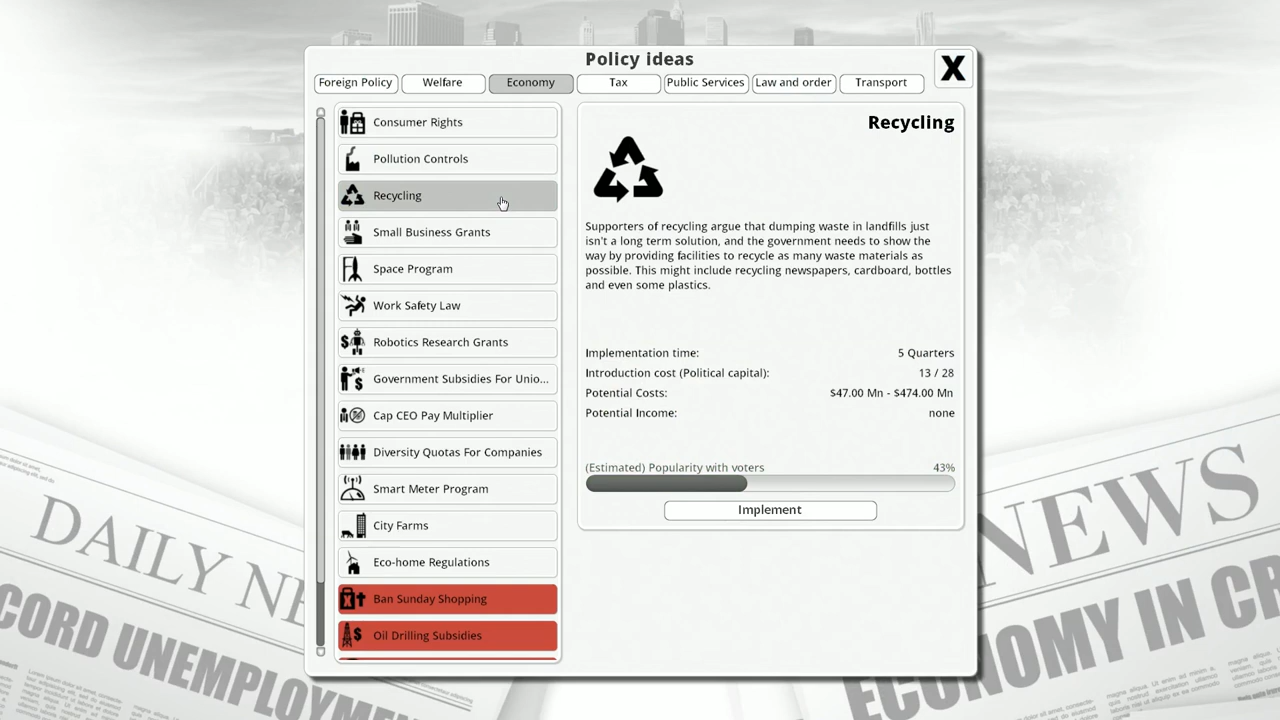 Policy ideas
X
Foreign Policy
Welfare
Economy
Tax
Public Services
Law and order
Transport
Consumer Rights
Pollution Controls
Recycling
Small Business Grants
Space Program
Work Safety Law
Robotics Research Grants
Government Subsidies For Unio...
Cap CEO Pay Multiplier
Diversity Quotas For Companies
Smart Meter Program
City Farms
Eco-home Regulations
Ban Sunday Shopping
Oil Drilling Subsidies
Recycling
Supporters of recycling argue that dumping waste in landfills just
isn't a long term solution, and the government needs to show the
way by providing facilities to recycle as many waste materials as
possible. This might include recycling newspapers, cardboard, bottles
and even some plastics.
Implementation time: 5 Quarters
Introduction cost (Political capital): 13 / 28
Potential Costs: $47.00 Mn - $474.00 Mn
Potential Income: none
(Estimated) Popularity with voters 43%
Implement
DAILY NE
CORD UNEMPLOYM
NEWS
ECONOMY IN CR